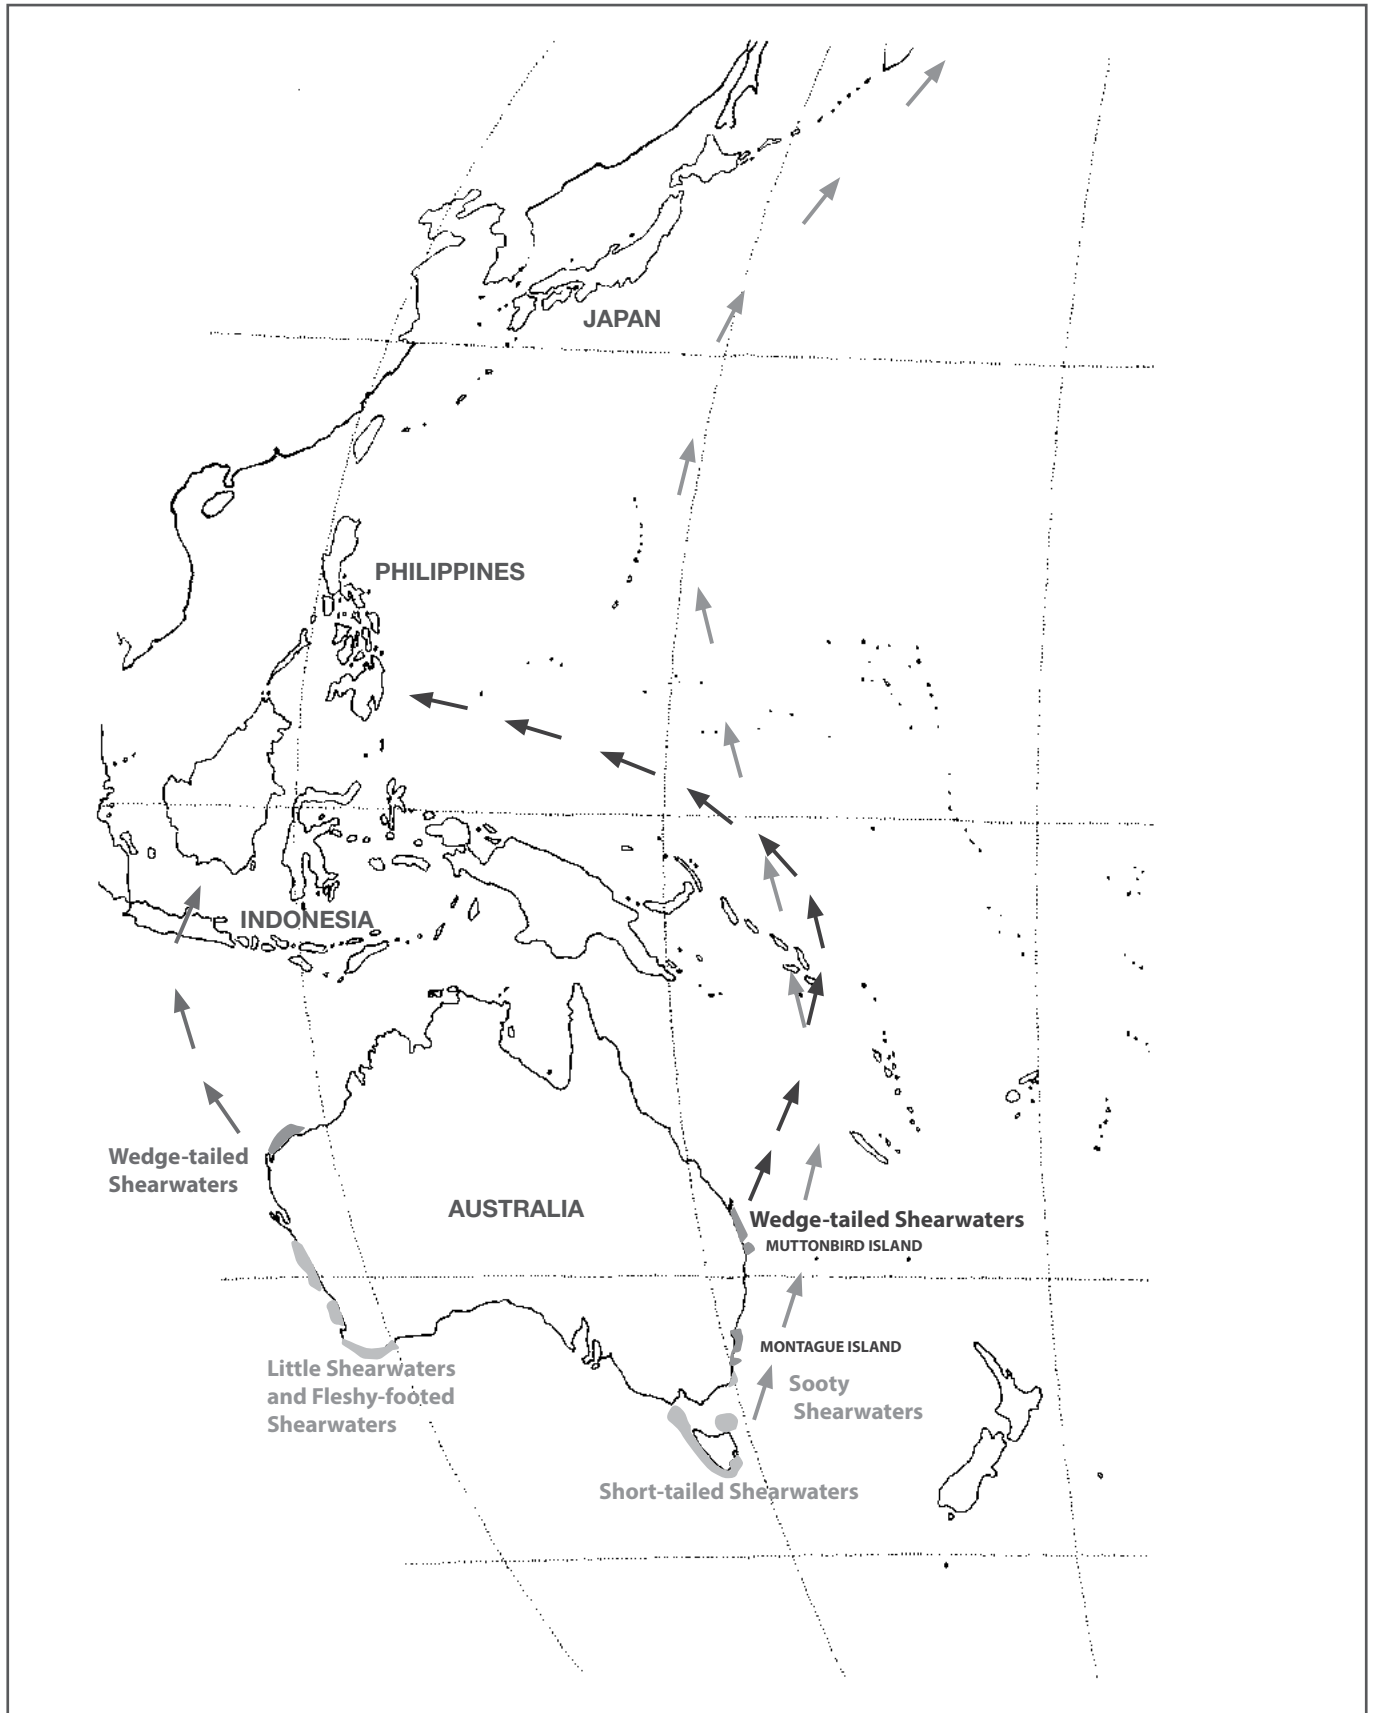 JAPAN
PHILIPPINES
INDONESIA
Wedge-tailed
Shearwaters
AUSTRALIA
Wedge-tailed Shearwaters
MUTTONBIRD ISLAND
MONTAGUE ISLAND
Little Shearwaters
and Fleshy-footed
Shearwaters
Sooty
Shearwaters
Short-tailed Shearwaters